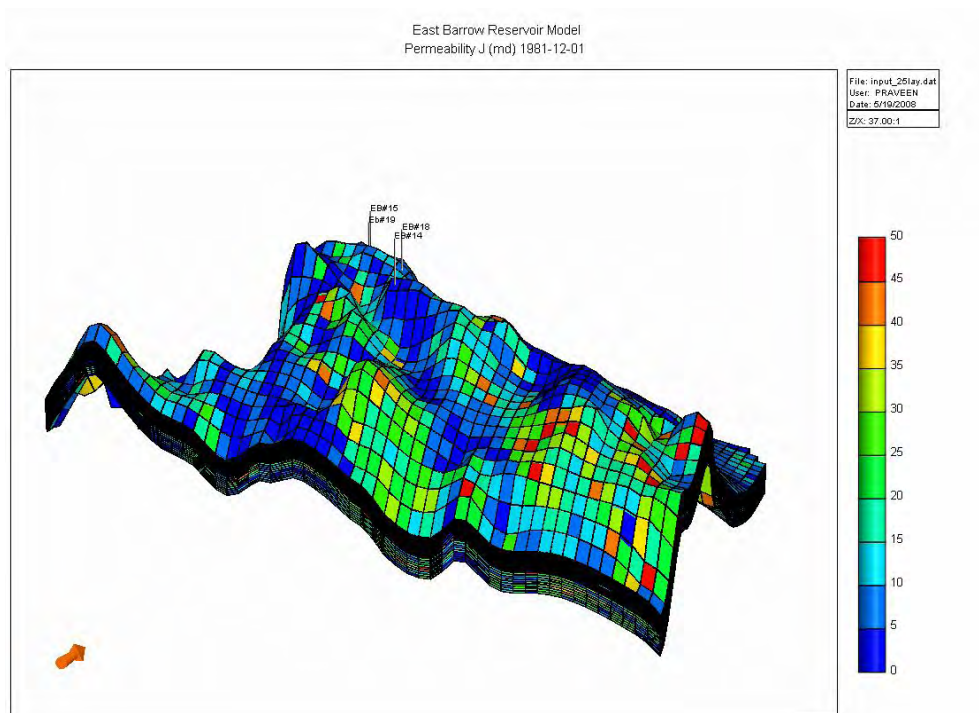 East Barrow Reservoir Model
Permeability J (md) 1981-12-01
File: input_25lay.dat
User: PRAVEEN
Date: 5/19/2008
Z/X: 37.00:1
EB#15
Eb#19
EB#18
EB#14
50
45
40
35
30
25
20
15
10
5
0